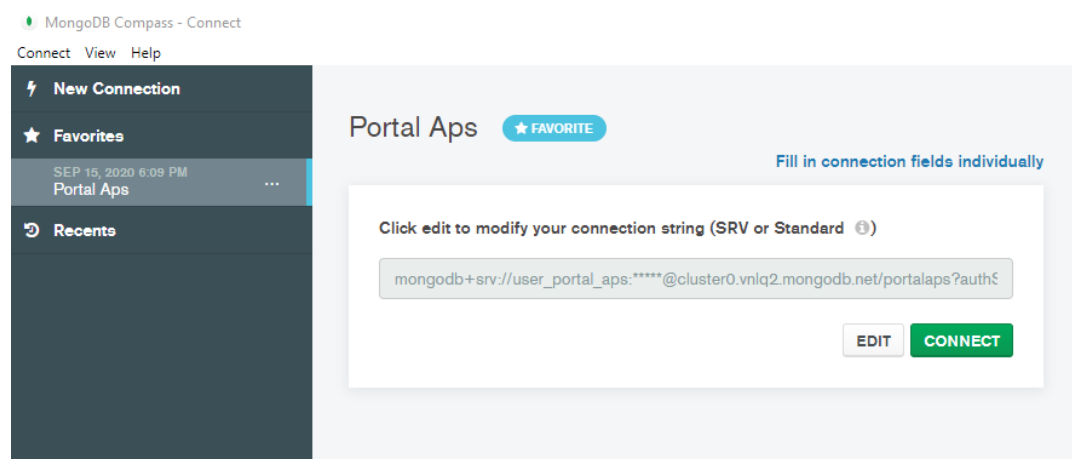 MongoDB Compass - Connect
Connect View Help
New Connection
Favorites
SEP 15, 2020 6:09 PM
Portal Aps
...
Recents
Portal Aps
FAVORITE
Fill in connection fields individually
Click edit to modify your connection string (SRV or Standard i)
mongodb+srv://user_portal_aps:*****@cluster0.vnlq2.mongodb.net/portalaps?authS
EDIT CONNECT